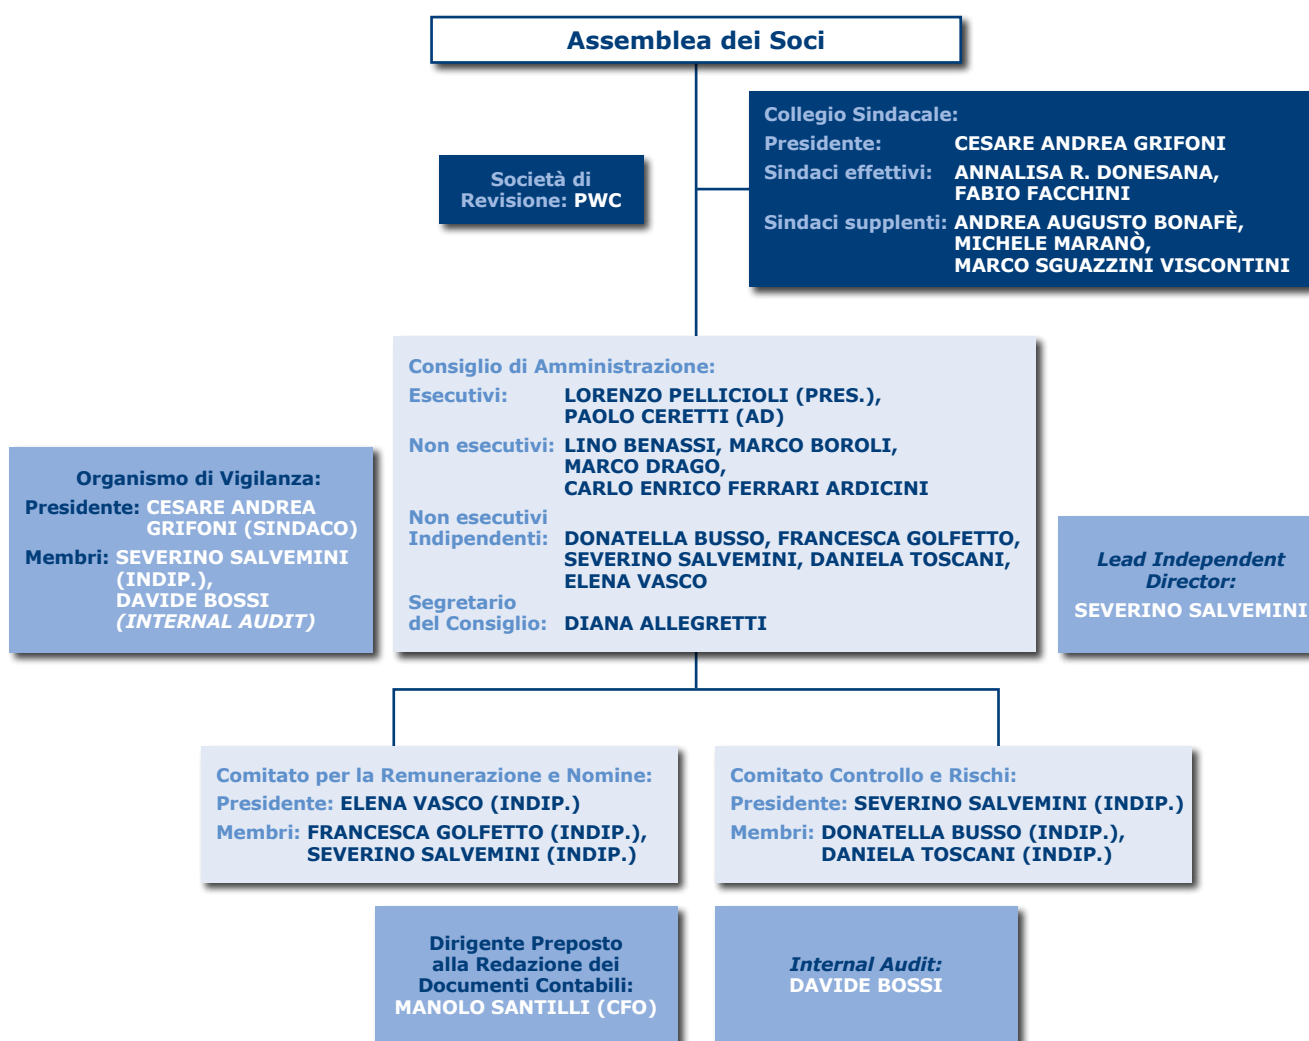 Assemblea dei Soci
Società di
Revisione: PWC
Collegio Sindacale:
Presidente: CESARE ANDREA GRIFONI
Sindaci effettivi: ANNALISA R. DONESANA,
FABIO FACCHINI
Sindaci supplenti: ANDREA AUGUSTO BONAFÈ,
MICHELE MARANÒ,
MARCO SGUAZZINI VISCONTINI
Consiglio di Amministrazione:
Esecutivi: LORENZO PELLICIOLI (PRES.),
PAOLO CERETTI (AD)
Non esecutivi: LINO BENASSI, MARCO BOROLI,
MARCO DRAGO,
CARLO ENRICO FERRARI ARDICINI
Non esecutivi
Indipendenti: DONATELLA BUSSO, FRANCESCA GOLFETTO,
SEVERINO SALVEMINI, DANIELA TOSCANI,
ELENA VASCO
Segretario
del Consiglio: DIANA ALLEGRETTI
Organismo di Vigilanza:
Presidente: CESARE ANDREA
GRIFONI (SINDACO)
Membri: SEVERINO SALVEMINI
(INDIP.),
DAVIDE BOSSI
(INTERNAL AUDIT)
Lead Independent
Director:
SEVERINO SALVEMINI
Comitato per la Remunerazione e Nomine:
Presidente: ELENA VASCO (INDIP.)
Membri: FRANCESCA GOLFETTO (INDIP.),
SEVERINO SALVEMINI (INDIP.)
Comitato Controllo e Rischi:
Presidente: SEVERINO SALVEMINI (INDIP.)
Membri: DONATELLA BUSSO (INDIP.),
DANIELA TOSCANI (INDIP.)
Dirigente Preposto
alla Redazione dei
Documenti Contabili:
MANOLO SANTILLI (CFO)
Internal Audit:
DAVIDE BOSSI